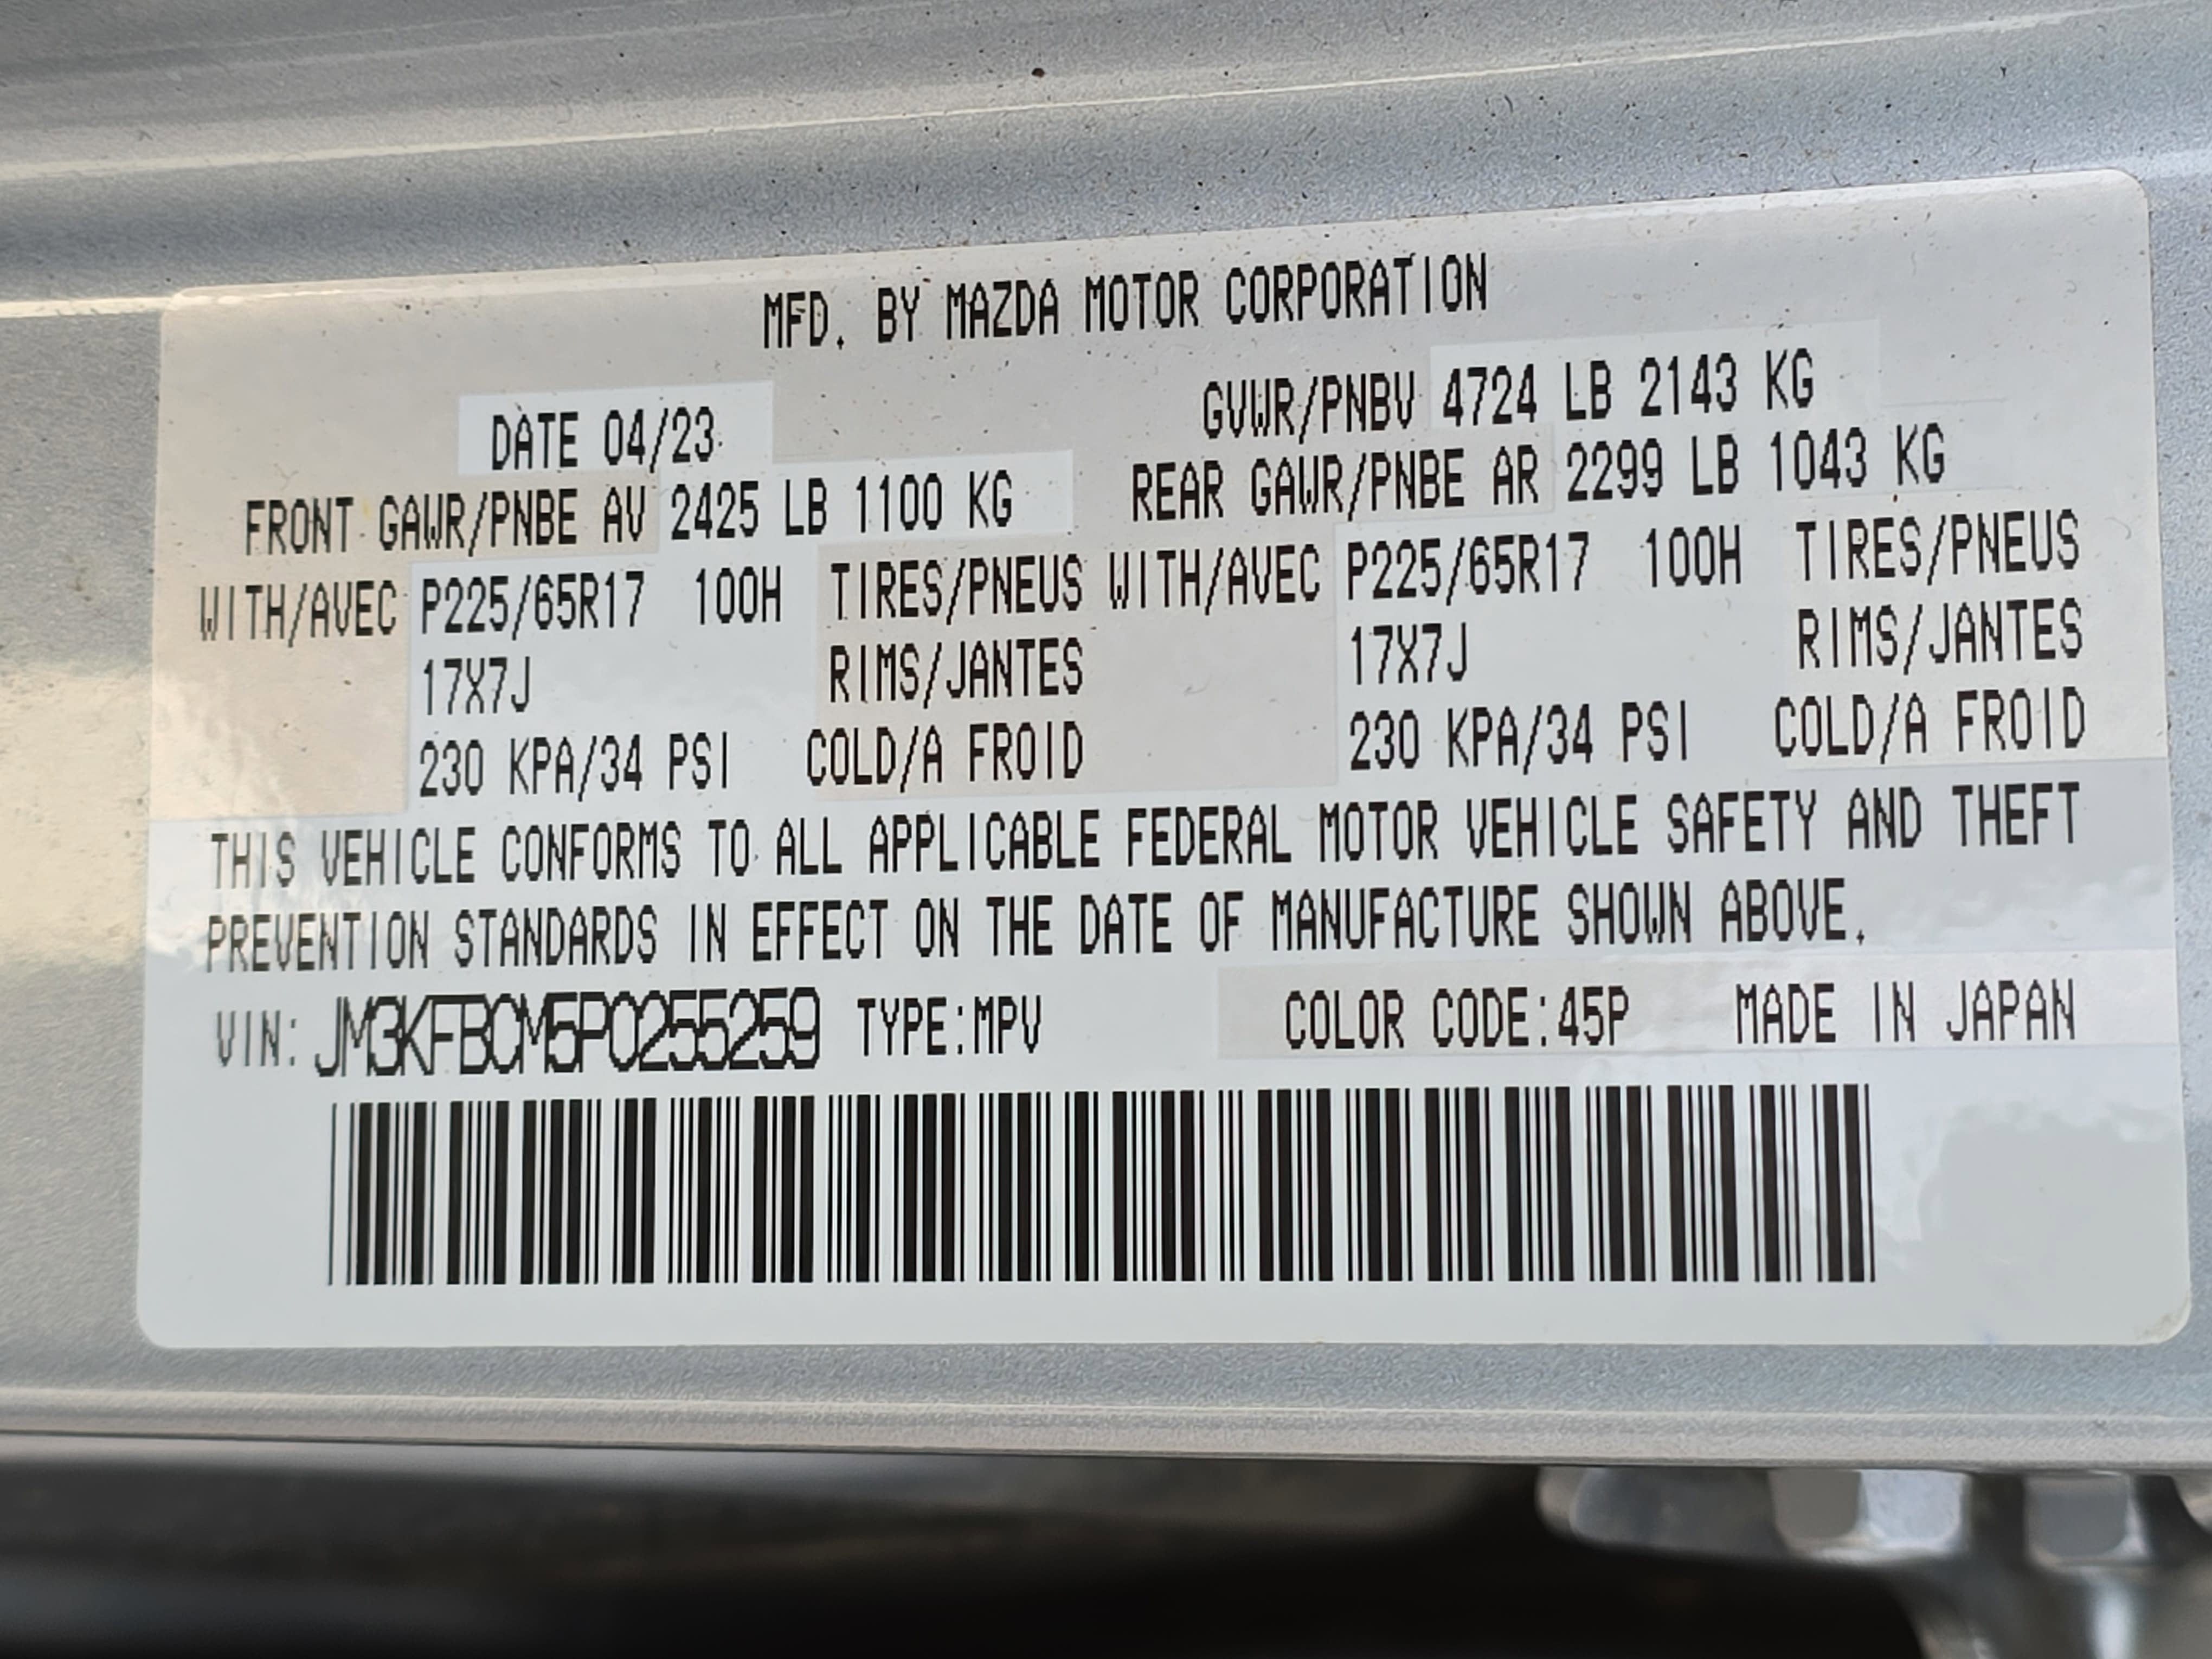 MFD. BY MAZDA MOTOR CORPORATION
DATE 04/23 GVWR/PNBV 4724 LB 2143 KG
FRONT GAWR/PNBE AV 2425 LB 1100 KG REAR GAWR/PNBE AR 2299 LB 1043 KG
WITH/AVEC P225/65R17 100H TIRES/PNEUS WITH/AVEC P225/65R17 100H TIRES/PNEUS
17X7J RIMS/JANTES 17X7J RIMS/JANTES
230 KPA/34 PSI COLD/A FROID 230 KPA/34 PSI COLD/A FROID
THIS VEHICLE CONFORMS TO ALL APPLICABLE FEDERAL MOTOR VEHICLE SAFETY AND THEFT
PREVENTION STANDARDS IN EFFECT ON THE DATE OF MANUFACTURE SHOWN ABOVE.
VIN: JM3KFBCM5P0255259 TYPE:MPV COLOR CODE:45P MADE IN JAPAN